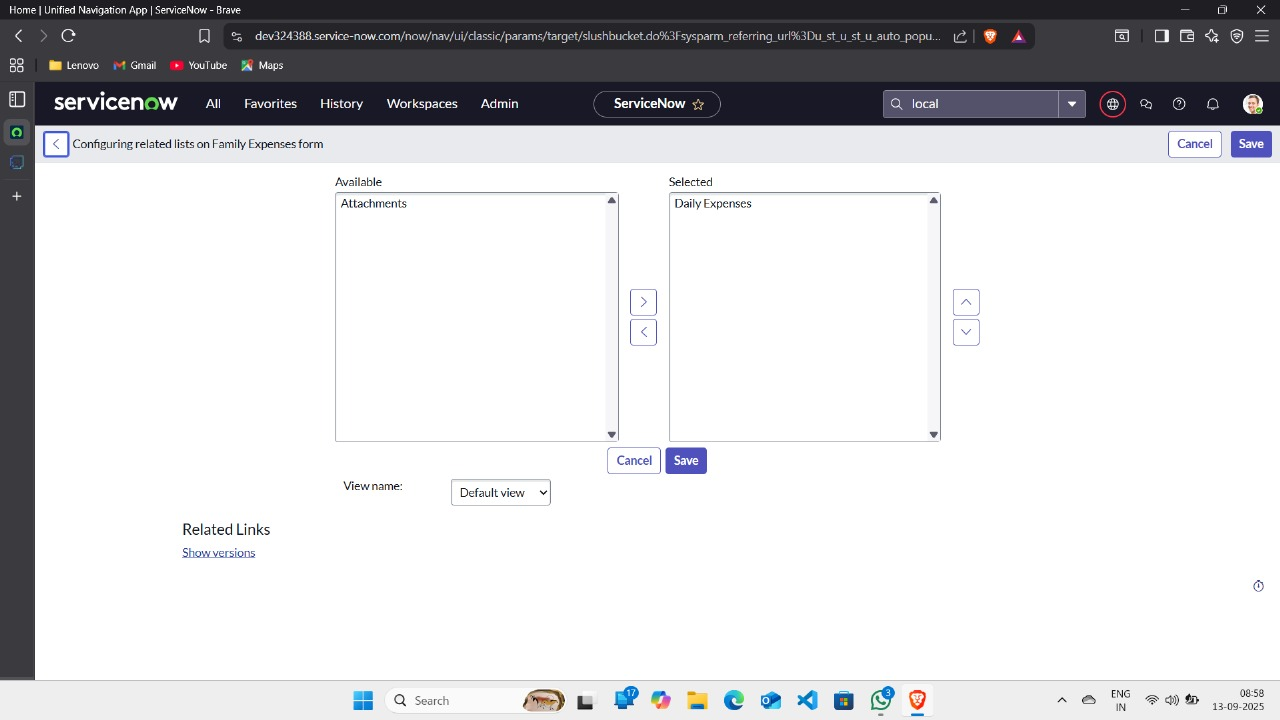 Home | Unified Navigation App | ServiceNow - Brave
dev324388.service-now.com/now/nav/ui/classic/params/target/slushbucket.do%3Fsysparm_referring_url%3Du_st_u_st_u_auto_popu...
Lenovo Gmail YouTube Maps
servicenow All Favorites History Workspaces Admin ServiceNow local
Configuring related lists on Family Expenses form Cancel Save
Available Selected
Attachments Daily Expenses
Cancel Save
View name: Default view
Related Links
Show versions
Search 17 3 ENG 08:58
IN 13-09-2025